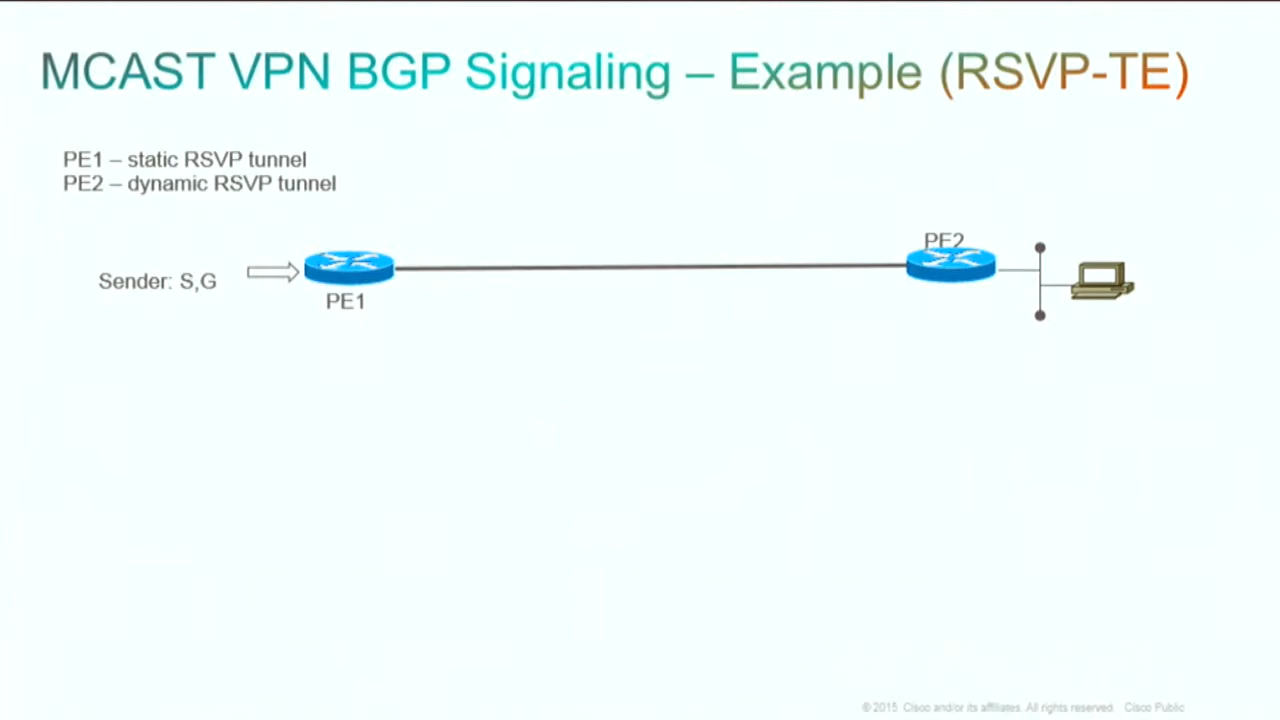 MCAST VPN BGP Signaling – Example (RSVP-TE)
PE1 – static RSVP tunnel
PE2 – dynamic RSVP tunnel
PE2
Sender: S,G
PE1
© 2015 Cisco and/or its affiliates. All rights reserved. Cisco Public